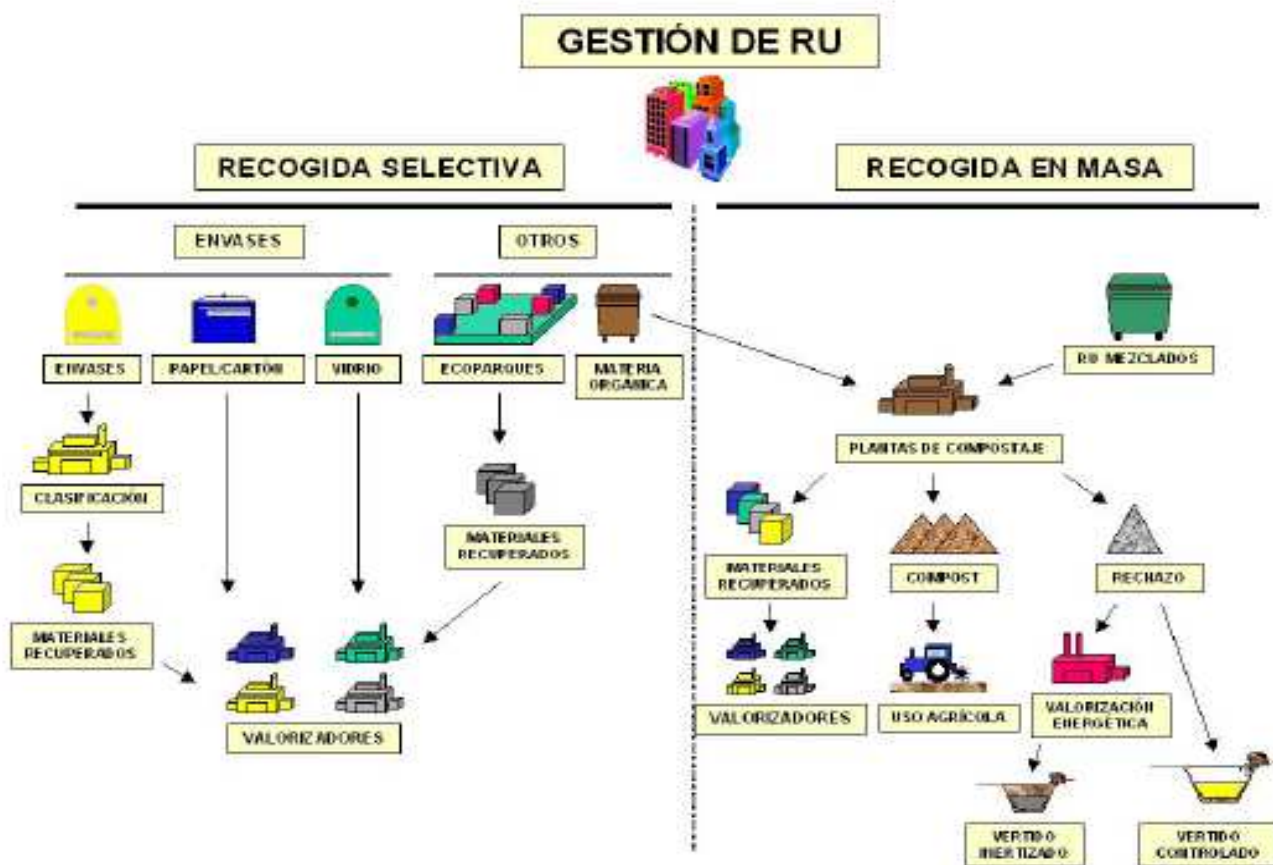 GESTIÓN DE RU
RECOGIDA SELECTIVA
RECOGIDA EN MASA
ENVASES
OTROS
ENVASES
PAPEL/CARTÓN
VIDRIO
ECOPARQUES
MATERIA
ORGÁNICA
RU MEZCLADOS
PLANTAS DE COMPOSTAJE
CLASIFICACIÓN
MATERIALES
RECUPERADOS
MATERIALES
RECUPERADOS
COMPOST
RECHAZO
MATERIALES
RECUPERADOS
VALORIZADORES
VALORIZADORES
USO AGRÍCOLA
VALORIZACIÓN
ENERGÉTICA
VERTIDO
INERTIZADO
VERTIDO
CONTROLADO